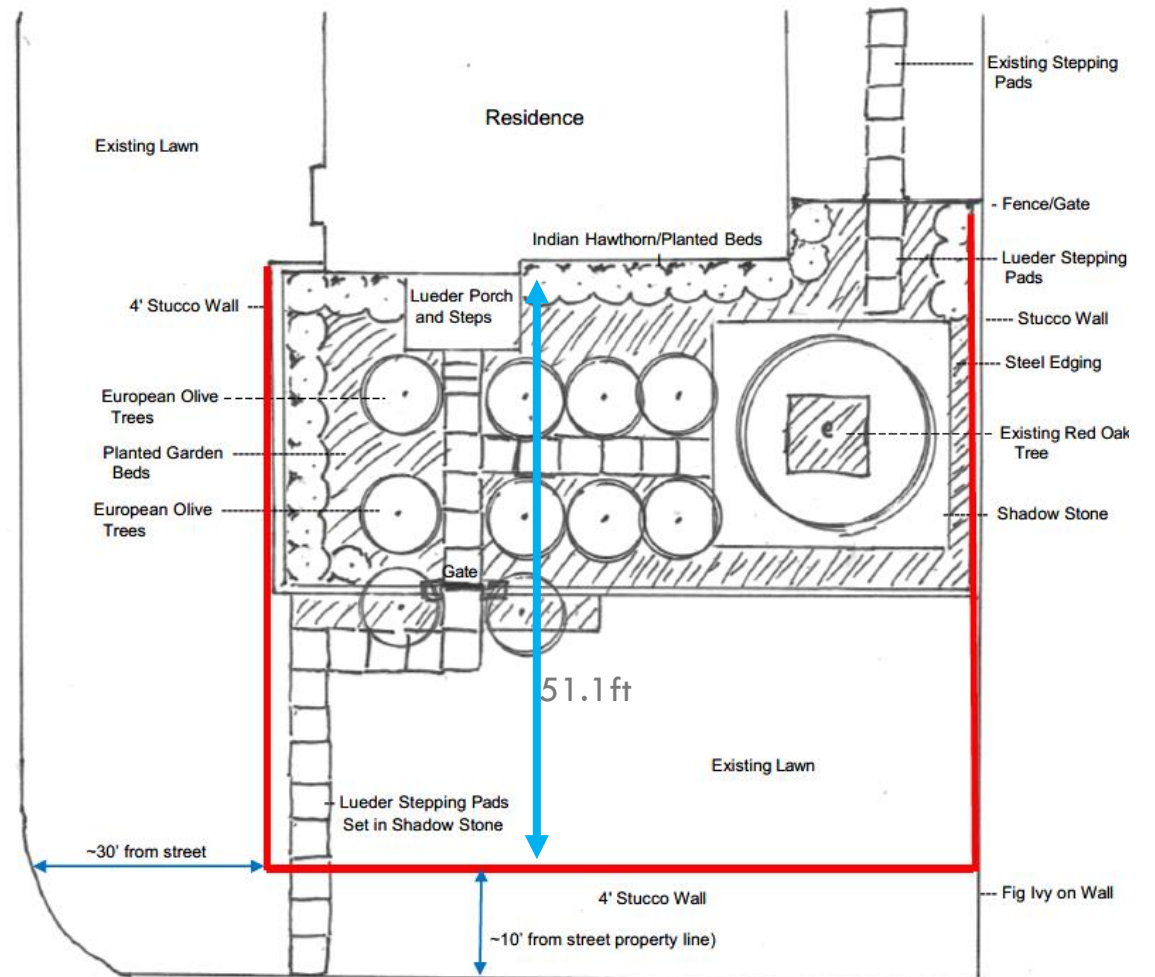 Existing Stepping
Pads
Residence
Existing Lawn
- Fence/Gate
Indian Hawthorn/Planted Beds
Lueder Stepping
Pads
4' Stucco Wall
Lueder Porch
and Steps
Stucco Wall
Steel Edging
European Olive
Trees
Existing Red Oak
Tree
Planted Garden
Beds
European Olive
Trees
Shadow Stone
Gate
51.1ft
Existing Lawn
Lueder Stepping Pads
Set in Shadow Stone
~30' from street
4' Stucco Wall
Fig Ivy on Wall
~10' from street property line)